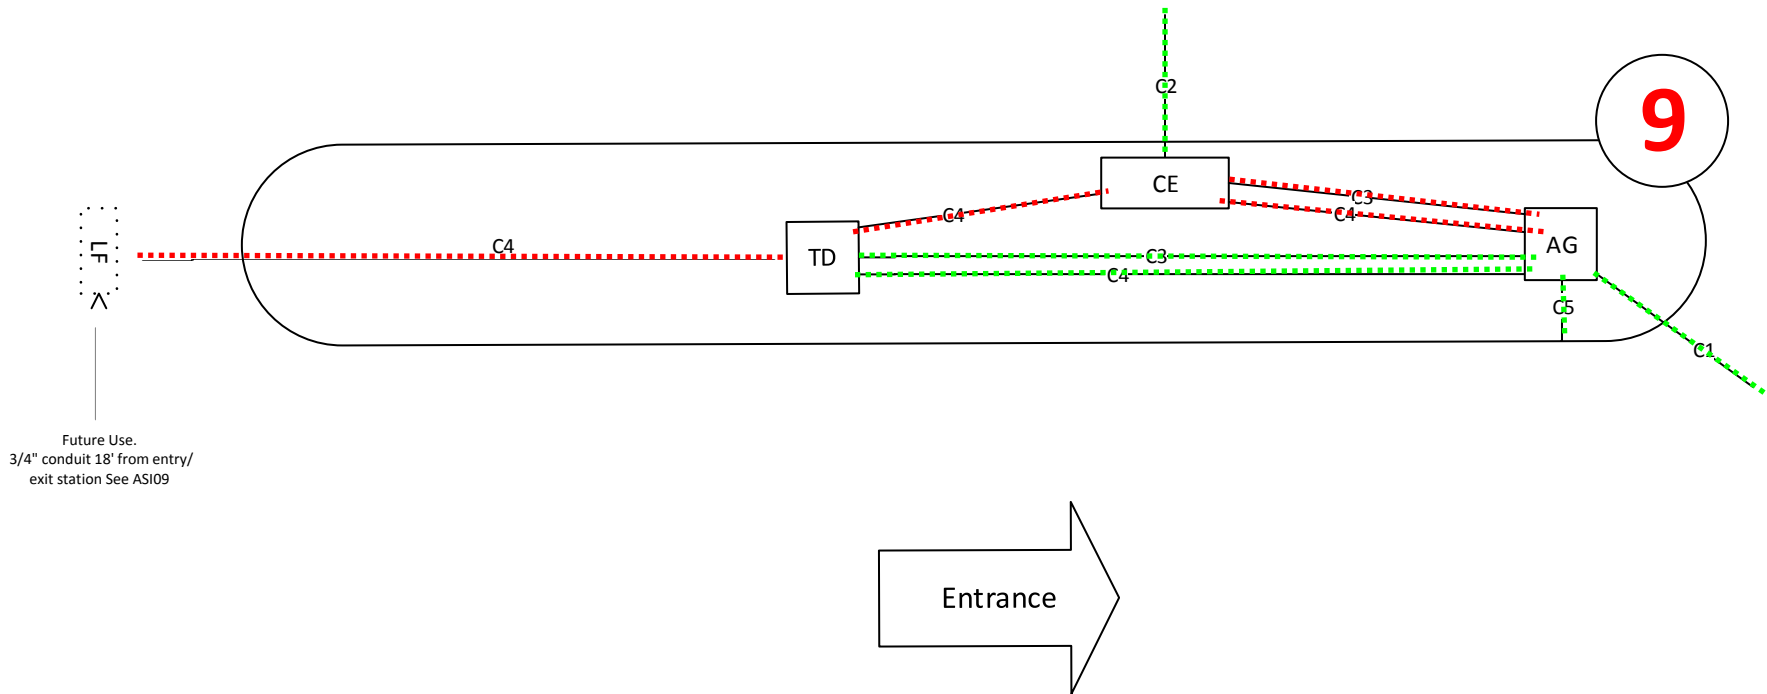 C2
9
CE
C3
C4
C4
AG
LF
<
C4
TD
C3
C4
C5
C1
Future Use.
3/4" conduit 18' from entry/
exit station See ASI09
Entrance